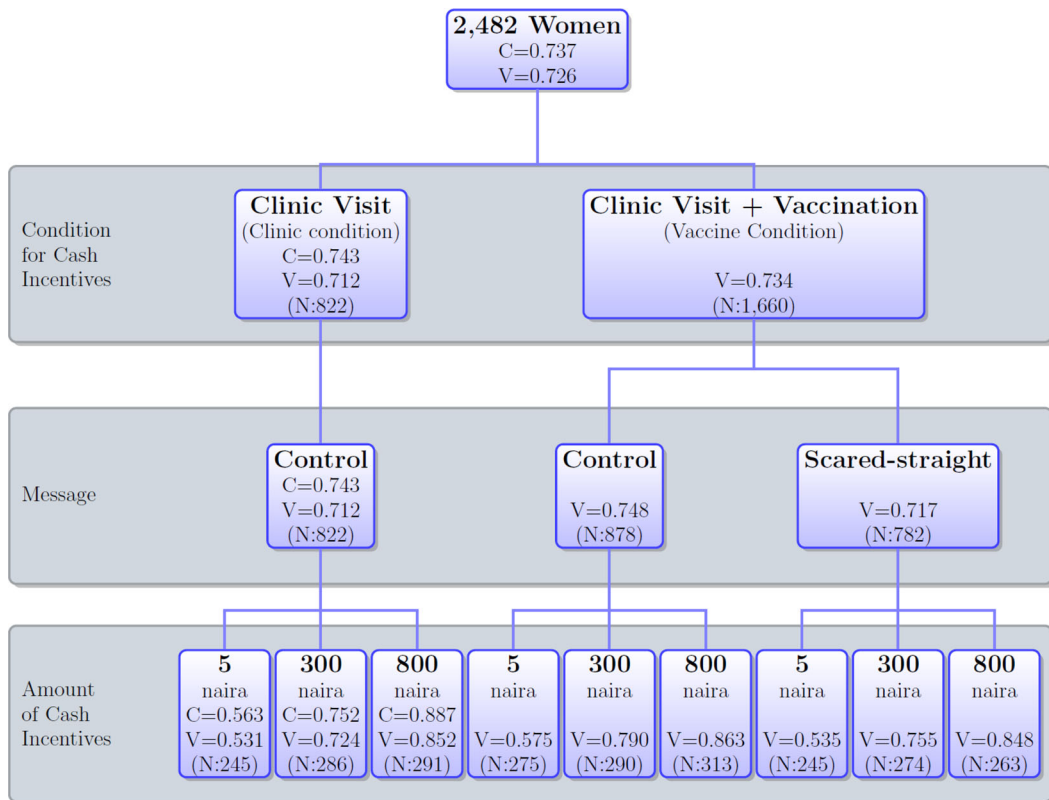 2,482 Women
C=0.737
V=0.726
Condition
for Cash
Incentives
Clinic Visit
(Clinic condition)
C=0.743
V=0.712
(N:822)
Clinic Visit + Vaccination
(Vaccine Condition)
V=0.734
(N:1,660)
Message
Control
C=0.743
V=0.712
(N:822)
Control
V=0.748
(N:878)
Scared-straight
V=0.717
(N:782)
Amount
of Cash
Incentives
5
naira
C=0.563
V=0.531
(N:245)
300
naira
C=0.752
V=0.724
(N:286)
800
naira
C=0.887
V=0.852
(N:291)
5
naira
V=0.575
(N:275)
300
naira
V=0.790
(N:290)
800
naira
V=0.863
(N:313)
5
naira
V=0.535
(N:245)
300
naira
V=0.755
(N:274)
800
naira
V=0.848
(N:263)